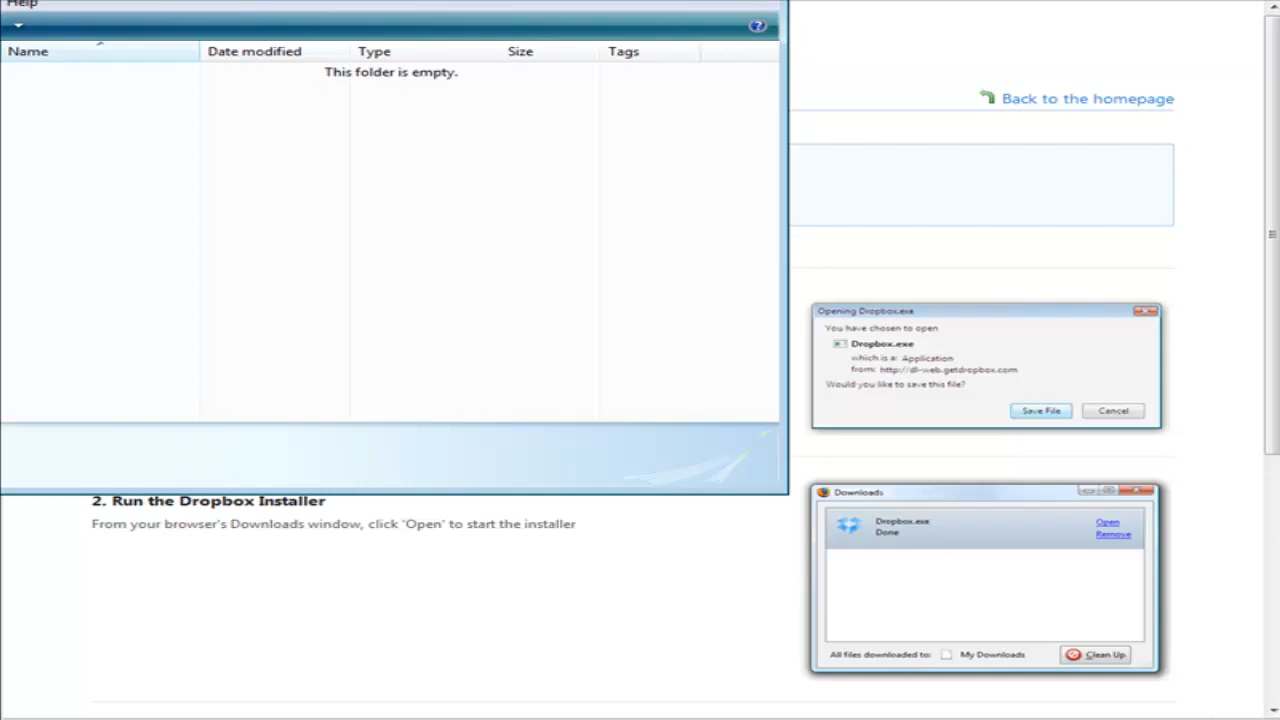 Help
Name Date modified Type Size Tags
This folder is empty.
Back to the homepage
Opening Dropbox.exe
You have chosen to open
Dropbox.exe
which is a: Application
from: http://dl-web.getdropbox.com
Would you like to save this file?
Save File Cancel
2. Run the Dropbox Installer
From your browser's Downloads window, click 'Open' to start the installer
Downloads
Dropbox.exe Open
Done Remove
All files downloaded to: My Downloads Clean Up